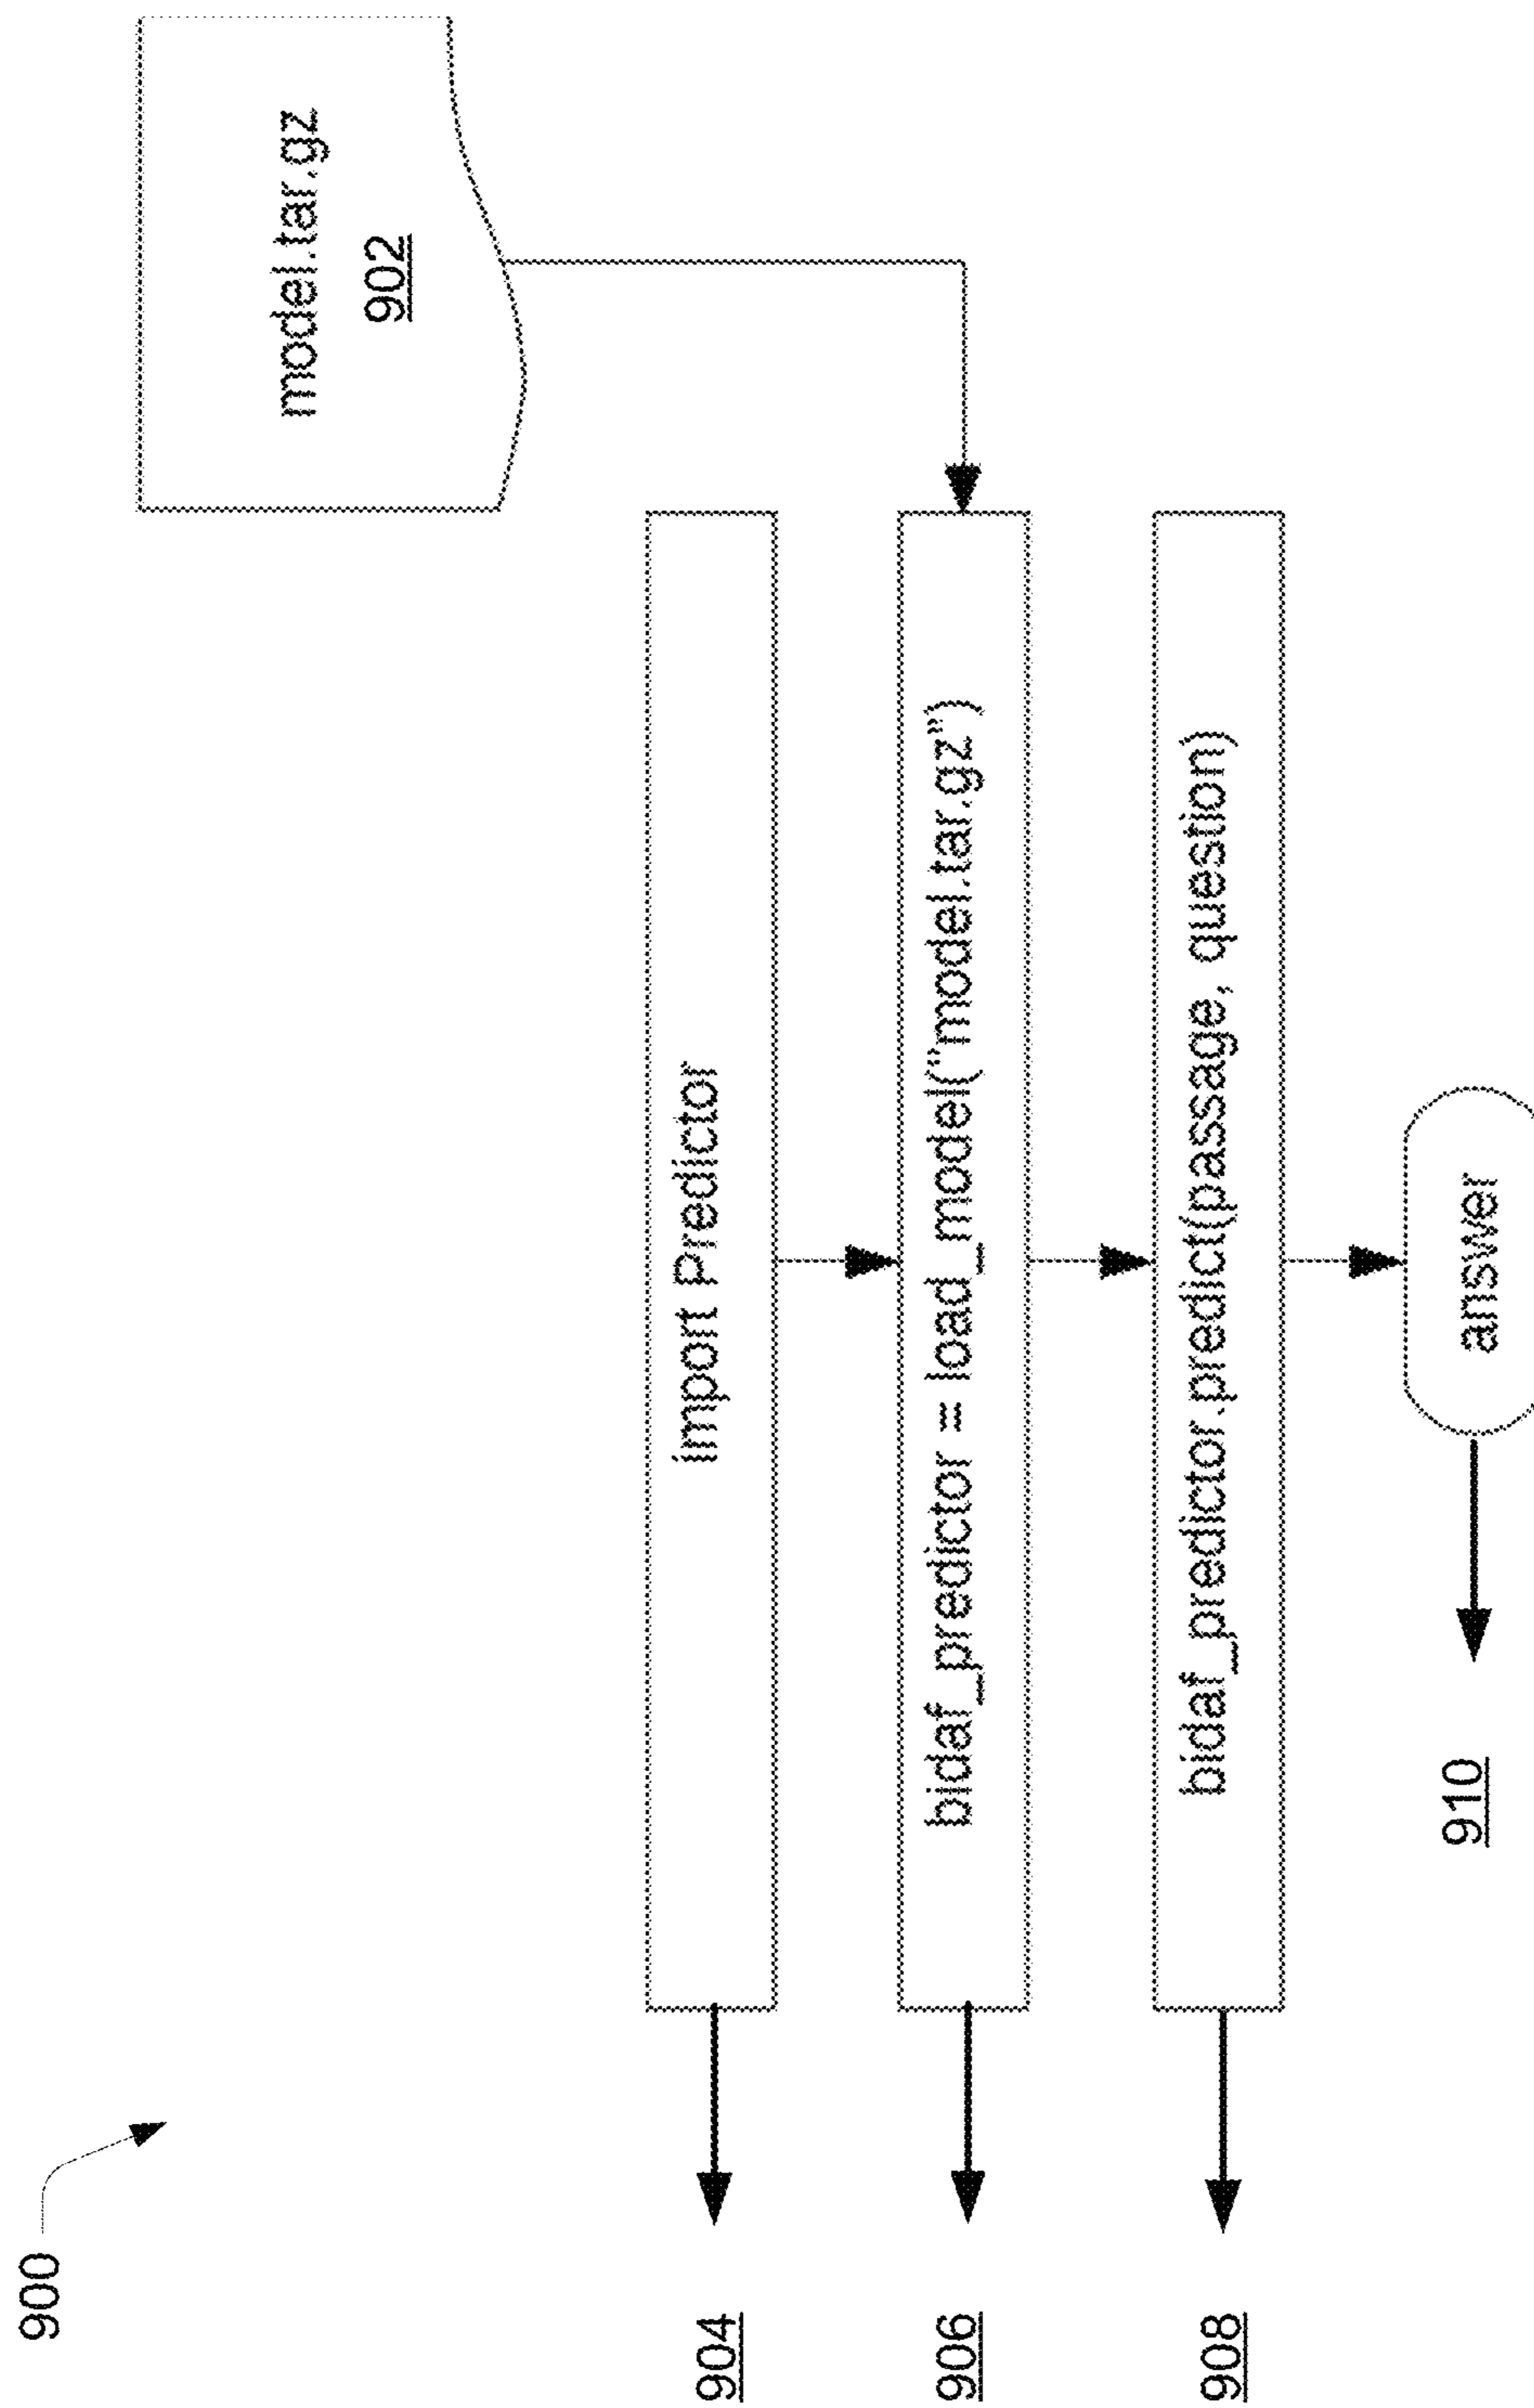 900
model.tar.gz
902
904
import Predictor
906
bidaf_predictor = load_model("model.tar.gz")
908
bidaf_predictor.predict(passage, question)
910
answer